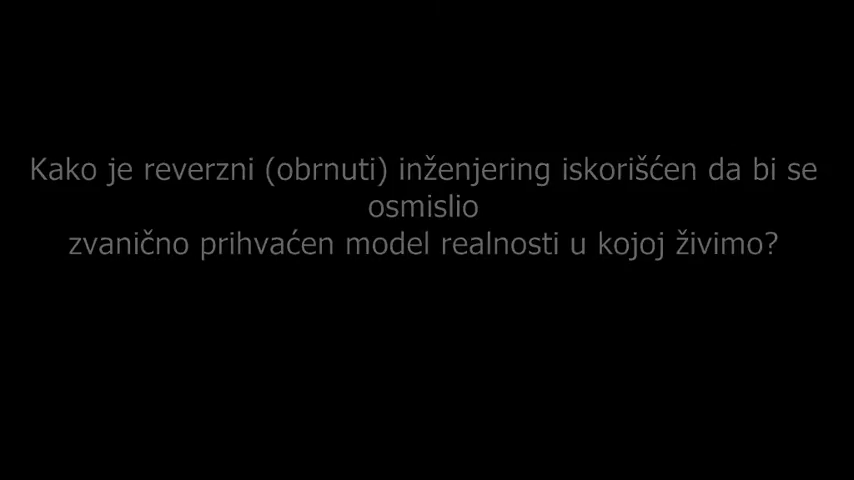 Kako je reverzni (obrnuti) inženjering iskorišćen da bi se
osmislio
zvanično prihvaćen model realnosti u kojoj živimo?